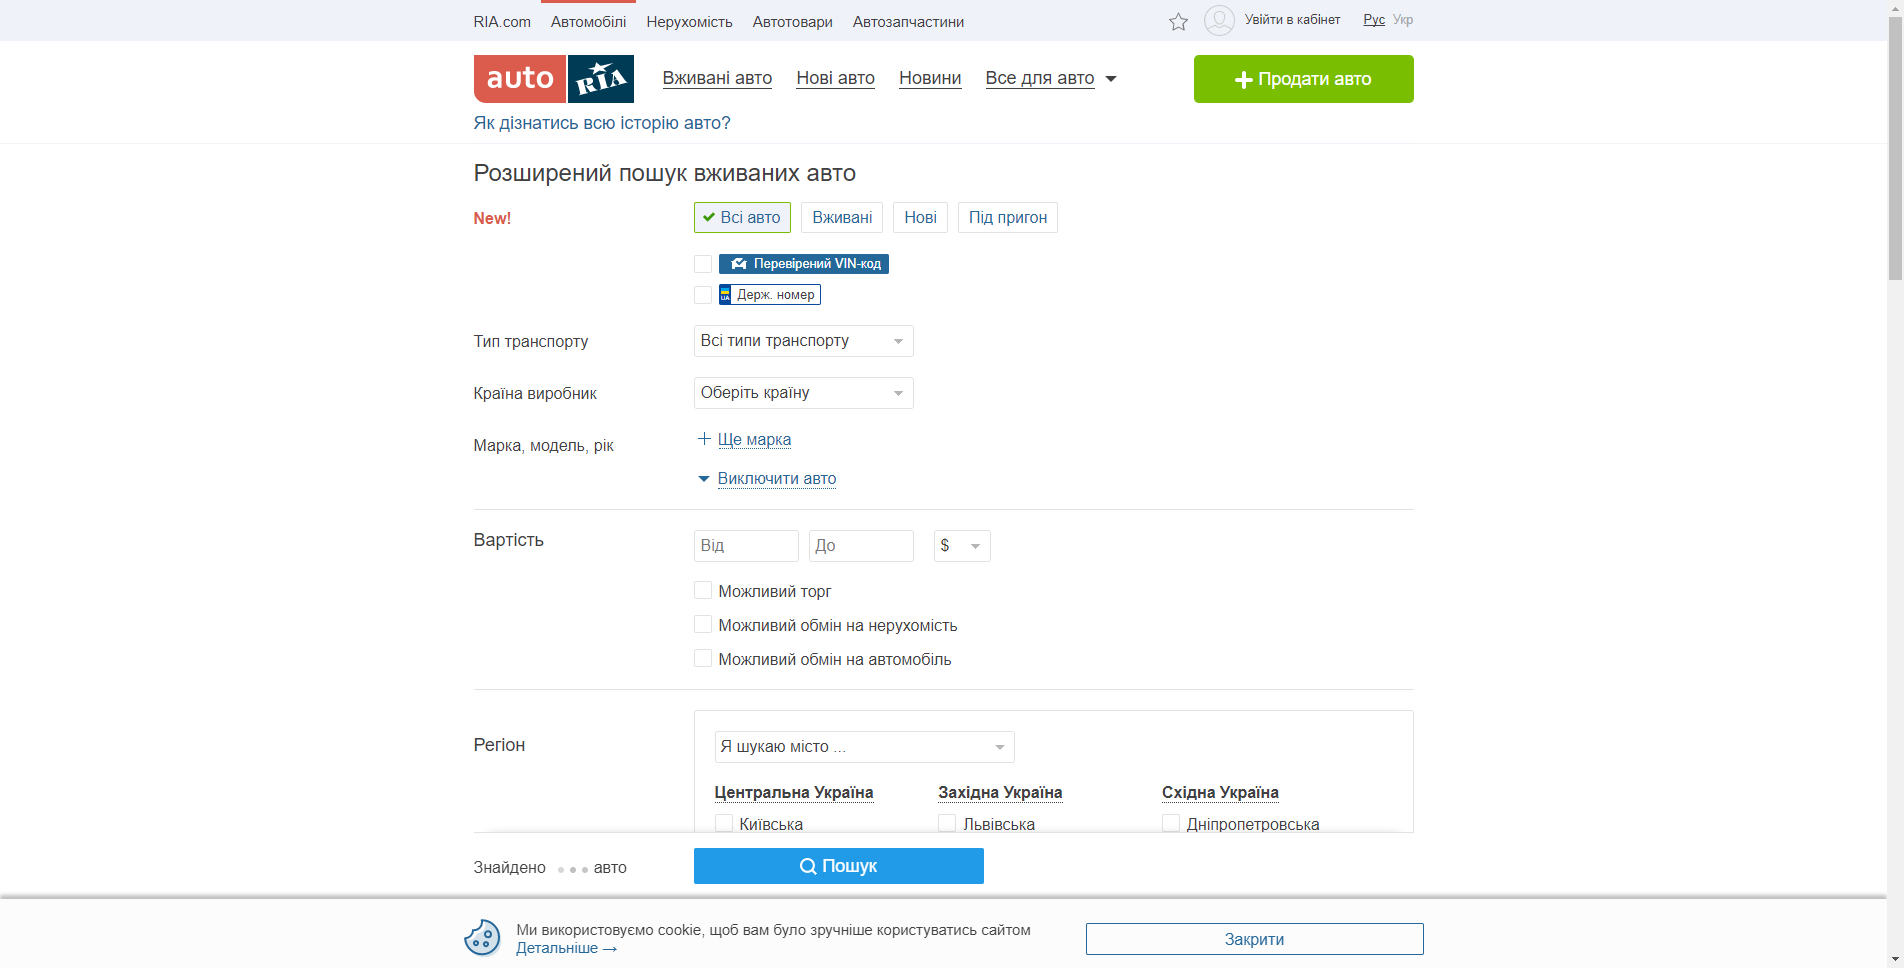 RIA.com Автомобілі Нерухомість Автотовари Автозапчастини Увійти в кабінет Рус Укр
auto RIA Вживані авто Нові авто Новини Все для авто Продати авто
Як дізнатись всю історію авто?
Розширений пошук вживаних авто
New! Всі авто Вживані Нові Під пригон
Перевірений VIN-код
UA Держ. номер
Тип транспорту Всі типи транспорту
Країна виробник Оберіть країну
Марка, модель, рік Ще марка
Виключити авто
Вартість Від До $
Можливий торг
Можливий обмін на нерухомість
Можливий обмін на автомобіль
Регіон Я шукаю місто ...
Центральна Україна Західна Україна Східна Україна
Київська Львівська Дніпропетровська
Знайдено авто Пошук
Ми використовуємо cookie, щоб вам було зручніше користуватись сайтом
Детальніше → Закрити